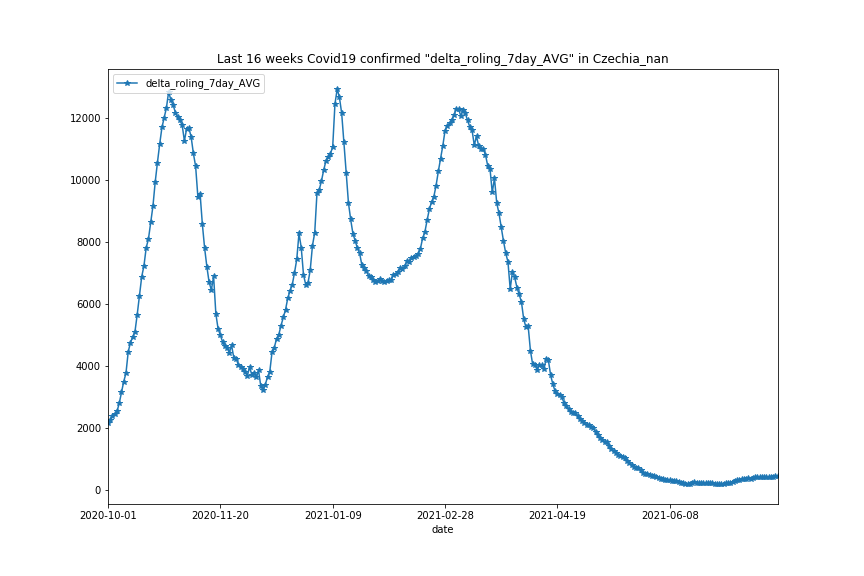 Last 16 weeks Covid19 confirmed "delta_roling_7day_AVG" in Czechia_nan
delta_roling_7day_AVG
12000
10000
8000
6000
4000
2000
0
2020-10-01 2020-11-20 2021-01-09 2021-02-28 2021-04-19 2021-06-08
date